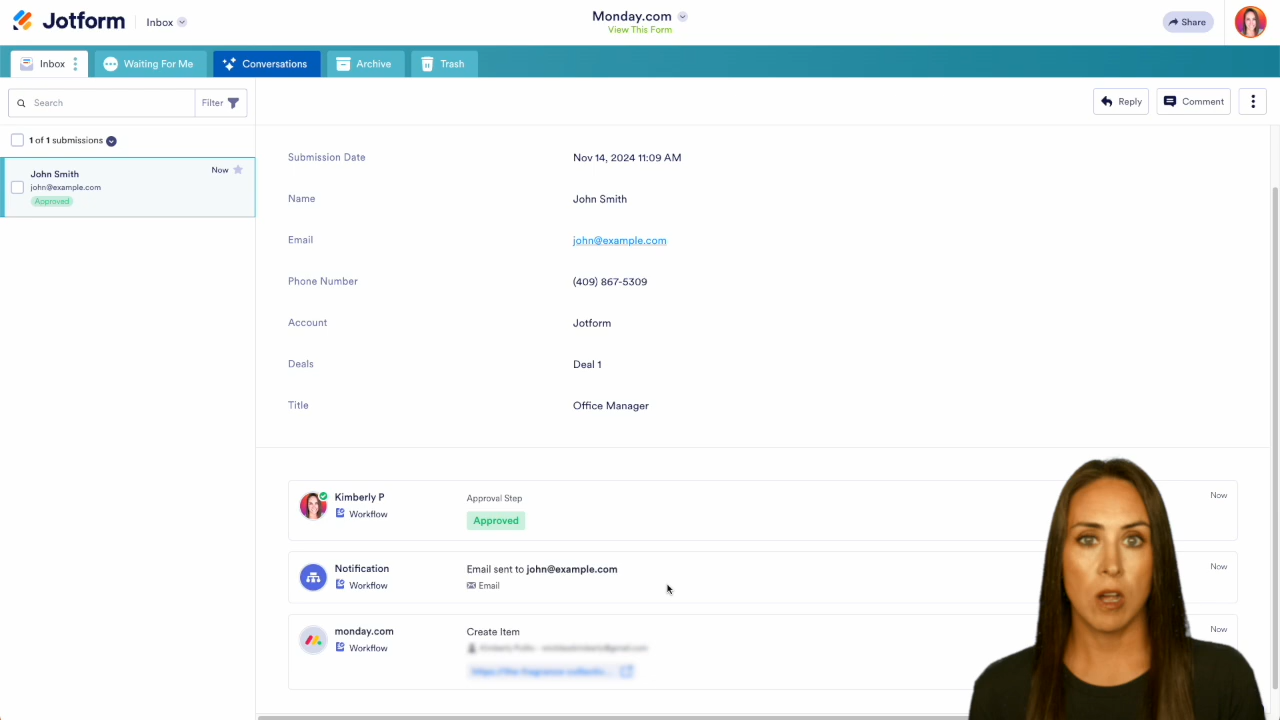 Jotform
Inbox
Monday.com
View This Form
Share
Inbox
Waiting For Me
Conversations
Archive
Trash
Search
Filter
Reply
Comment
1 of 1 submissions
John Smith
Now
john@example.com
Approved
Submission Date
Nov 14, 2024 11:09 AM
Name
John Smith
Email
john@example.com
Phone Number
(409) 867-5309
Account
Jotform
Deals
Deal 1
Title
Office Manager
Kimberly P
Workflow
Approval Step
Approved
Now
Notification
Workflow
Email sent to john@example.com
Email
Now
monday.com
Workflow
Create Item
Now